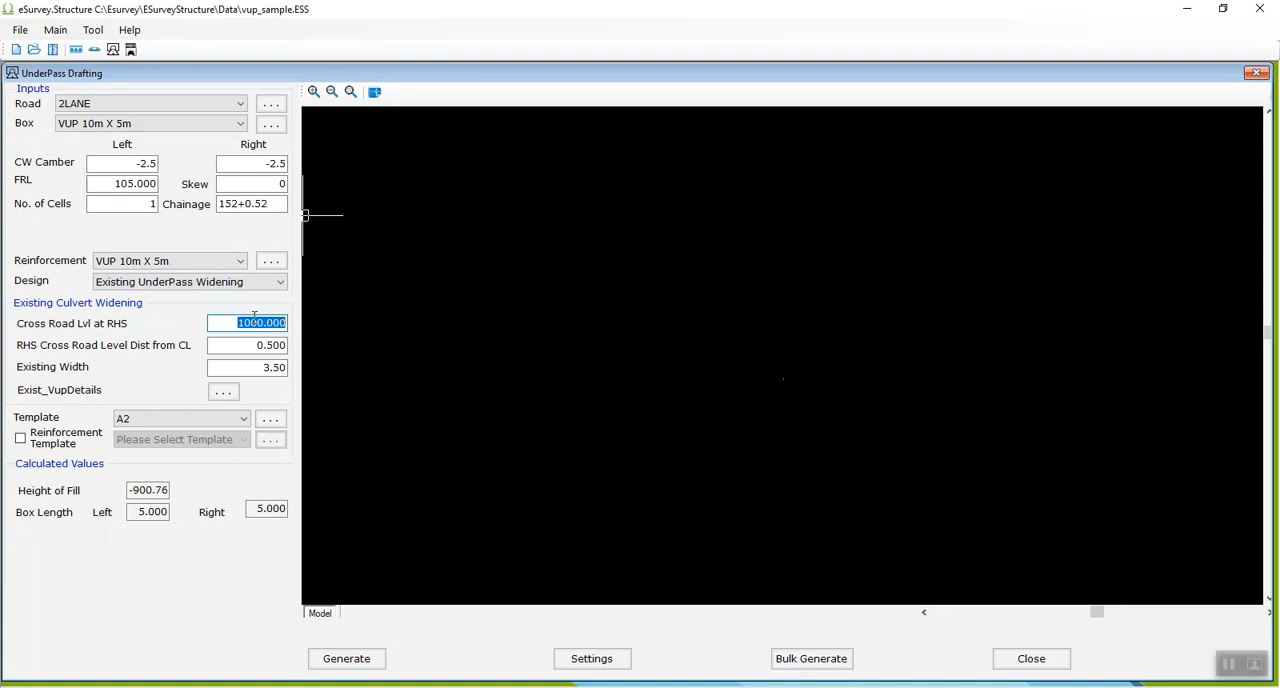 eSurvey.Structure C:\Esurvey\ESurveyStructure\Data\vup_sample.ESS
File Main Tool Help
UnderPass Drafting
Inputs
Road 2LANE ...
Box VUP 10m X 5m ...
Left Right
CW Camber -2.5 -2.5
FRL 105.000 Skew 0
No. of Cells 1 Chainage 152+0.52
Reinforcement VUP 10m X 5m ...
Design Existing UnderPass Widening
Existing Culvert Widening
Cross Road Lvl at RHS 1000.000
RHS Cross Road Level Dist from CL 0.500
Existing Width 3.50
Exist_VupDetails ...
Template A2 ...
Reinforcement Template Please Select Template ...
Calculated Values
Height of Fill -900.76
Box Length Left 5.000 Right 5.000
Model
Generate Settings Bulk Generate Close